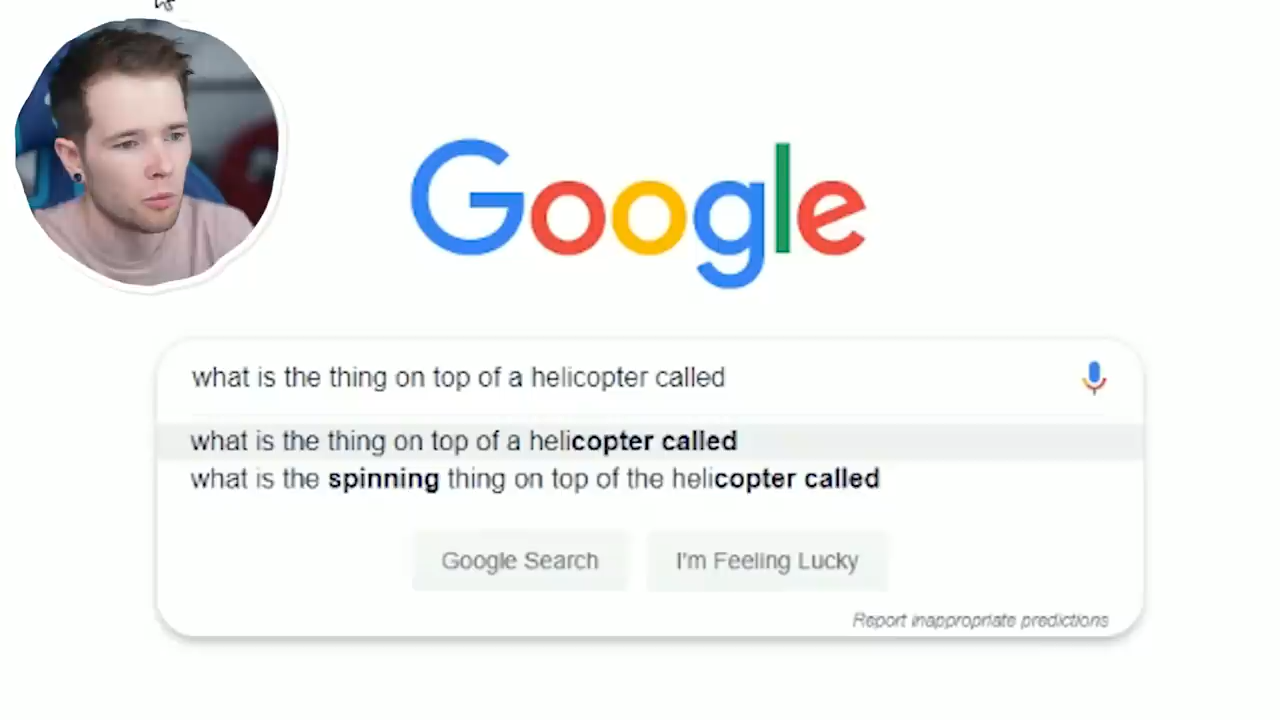 Google
what is the thing on top of a helicopter called
what is the thing on top of a helicopter called
what is the spinning thing on top of the helicopter called
Google Search
I'm Feeling Lucky
Report inappropriate predictions